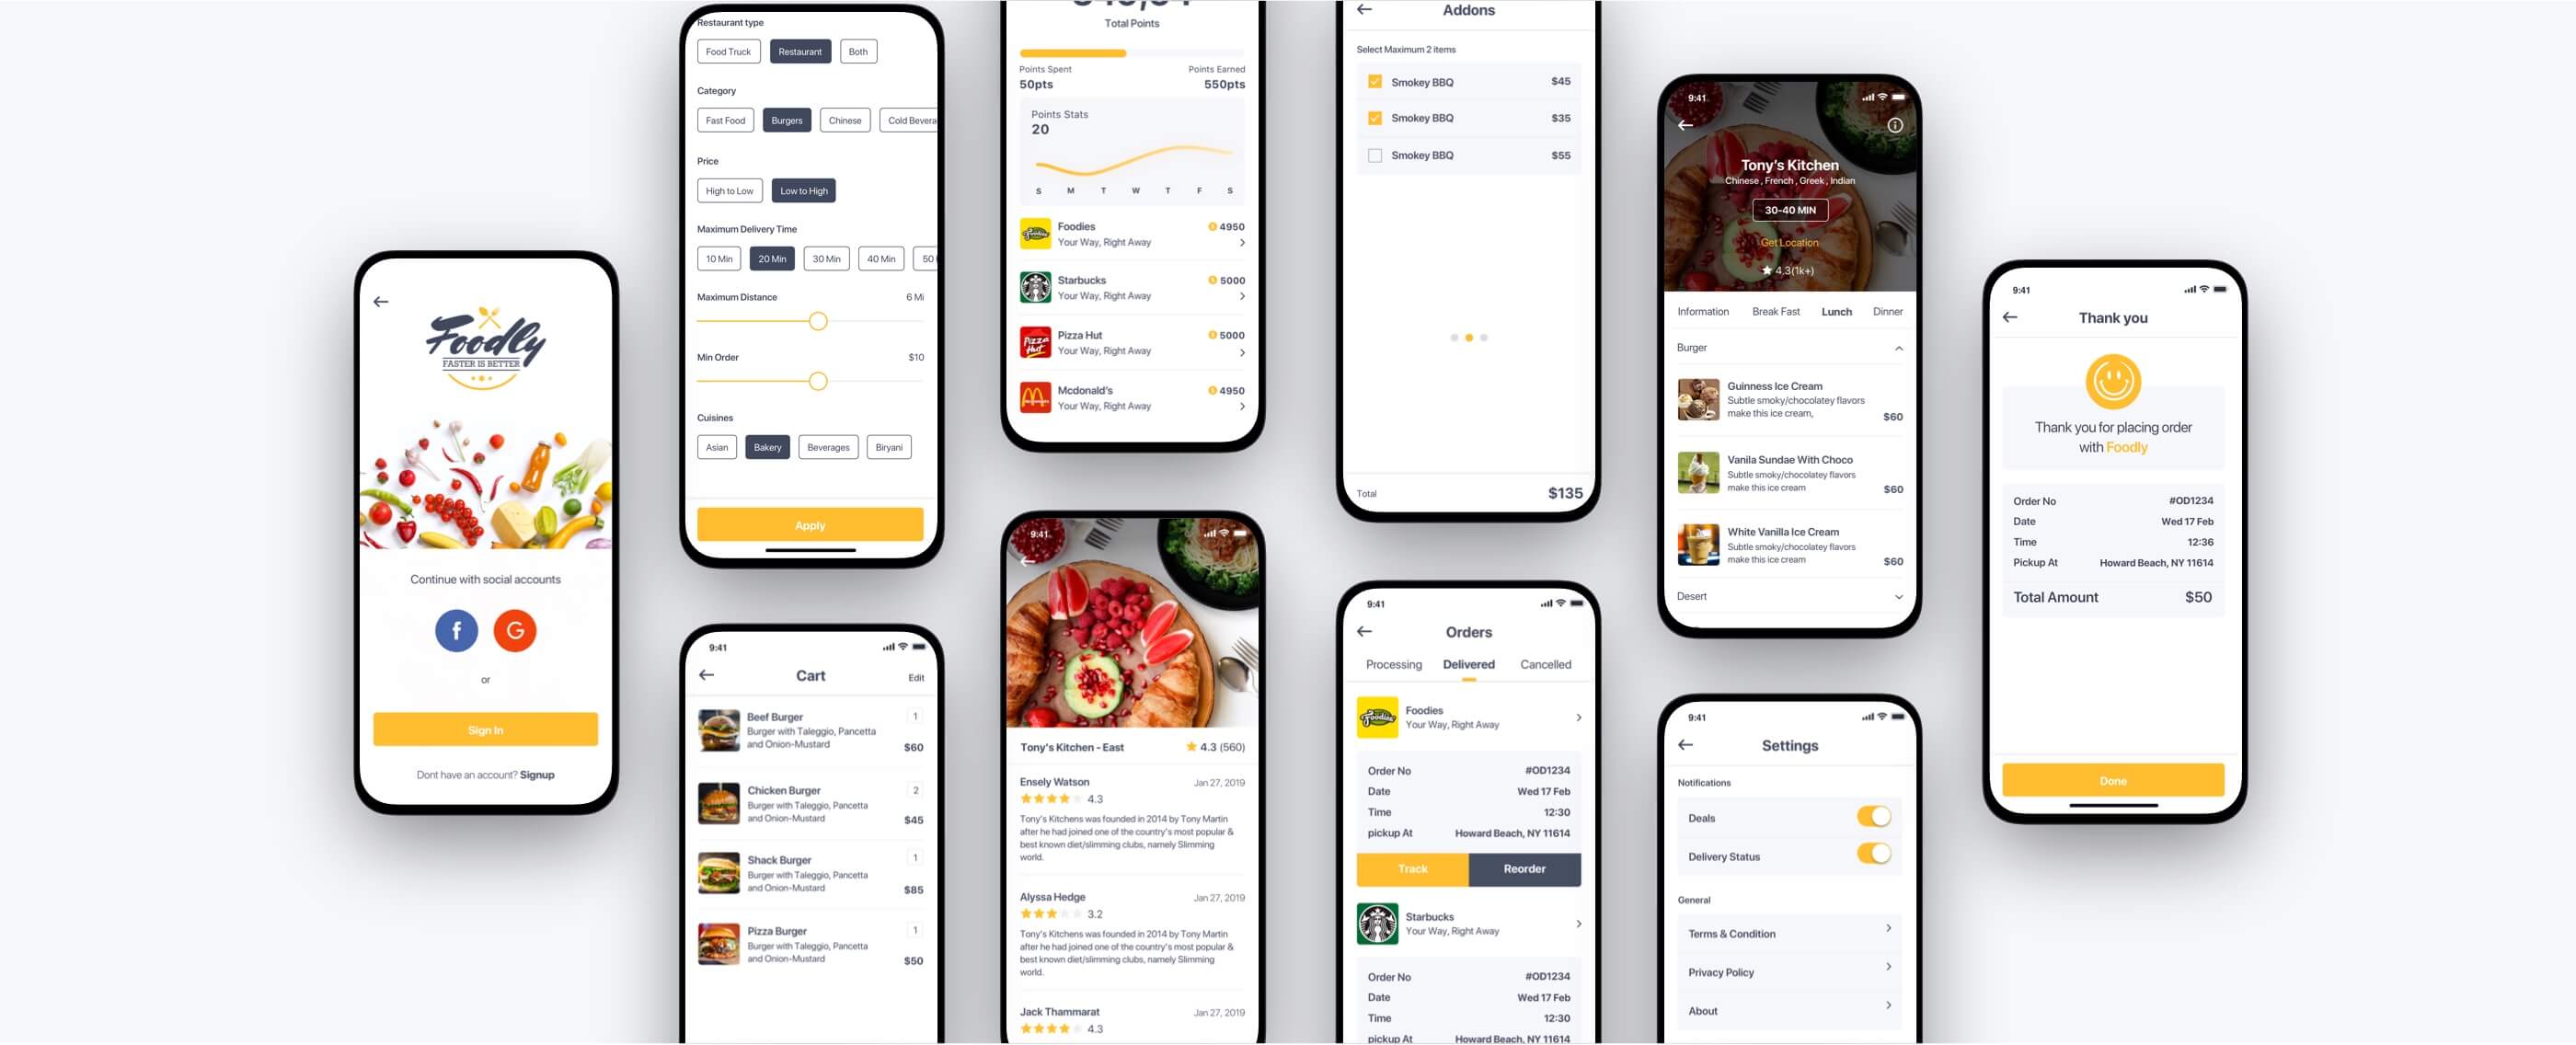 Foodly
FASTER IS BETTER
Continue with social accounts
f
G
or
Sign In
Dont have an account? Signup
Restaurant type
Food Truck
Restaurant
Both
Category
Fast Food
Burgers
Chinese
Cold Bevera
Price
High to Low
Low to High
Maximum Delivery Time
10 Min
20 Min
30 Min
40 Min
50
Maximum Distance
6 Mi
Min Order
$10
Cuisines
Asian
Bakery
Beverages
Biryani
Apply
9:41
Cart
Edit
Beef Burger
1
Burger with Taleggio, Pancetta
and Onion-Mustard
$60
Chicken Burger
2
Burger with Taleggio, Pancetta
and Onion-Mustard
$45
Shack Burger
1
Burger with Taleggio, Pancetta
and Onion-Mustard
$85
Pizza Burger
1
Burger with Taleggio, Pancetta
and Onion-Mustard
$50
Total Points
Points Spent
Points Earned
50pts
550pts
Points Stats
20
S M T W T F S
Foodies
Foodies
4950
Your Way, Right Away
Starbucks
5000
Your Way, Right Away
Pizza Hut
Pizza Hut
5000
Your Way, Right Away
Mcdonald's
4950
Your Way, Right Away
9:41
Tony's Kitchen - East
4.3 (560)
Ensely Watson
Jan 27, 2019
4.3
Tony's Kitchens was founded in 2014 by Tony Martin
after he had joined one of the country's most popular &
best known diet/slimming clubs, namely Slimming
world.
Alyssa Hedge
Jan 27, 2019
3.2
Tony's Kitchens was founded in 2014 by Tony Martin
after he had joined one of the country's most popular &
best known diet/slimming clubs, namely Slimming
world.
Jack Thammarat
Jan 27, 2019
4.3
Addons
Select Maximum 2 items
Smokey BBQ
$45
Smokey BBQ
$35
Smokey BBQ
$55
Total
$135
9:41
Orders
Processing
Delivered
Cancelled
Foodies
Foodies
Your Way, Right Away
Order No
#OD1234
Date
Wed 17 Feb
Time
12:30
pickup At
Howard Beach, NY 11614
Track
Reorder
Starbucks
Your Way, Right Away
Order No
#OD1234
Date
Wed 17 Feb
Time
12:30
pickup At
Howard Beach, NY 11614
9:41
Tony's Kitchen
Chinese , French , Greek , Indian
30-40 MIN
Get Location
4.3(1k+)
Information
Break Fast
Lunch
Dinner
Burger
Guinness Ice Cream
Subtle smoky/chocolatey flavors
make this ice cream,
$60
Vanila Sundae With Choco
Subtle smoky/chocolatey flavors
make this ice cream
$60
White Vanilla Ice Cream
Subtle smoky/chocolatey flavors
make this ice cream
$60
Desert
9:41
Settings
Notifications
Deals
Delivery Status
General
Terms & Condition
Privacy Policy
About
9:41
Thank you
Thank you for placing order
with Foodly
Order No
#OD1234
Date
Wed 17 Feb
Time
12:36
Pickup At
Howard Beach, NY 11614
Total Amount
$50
Done